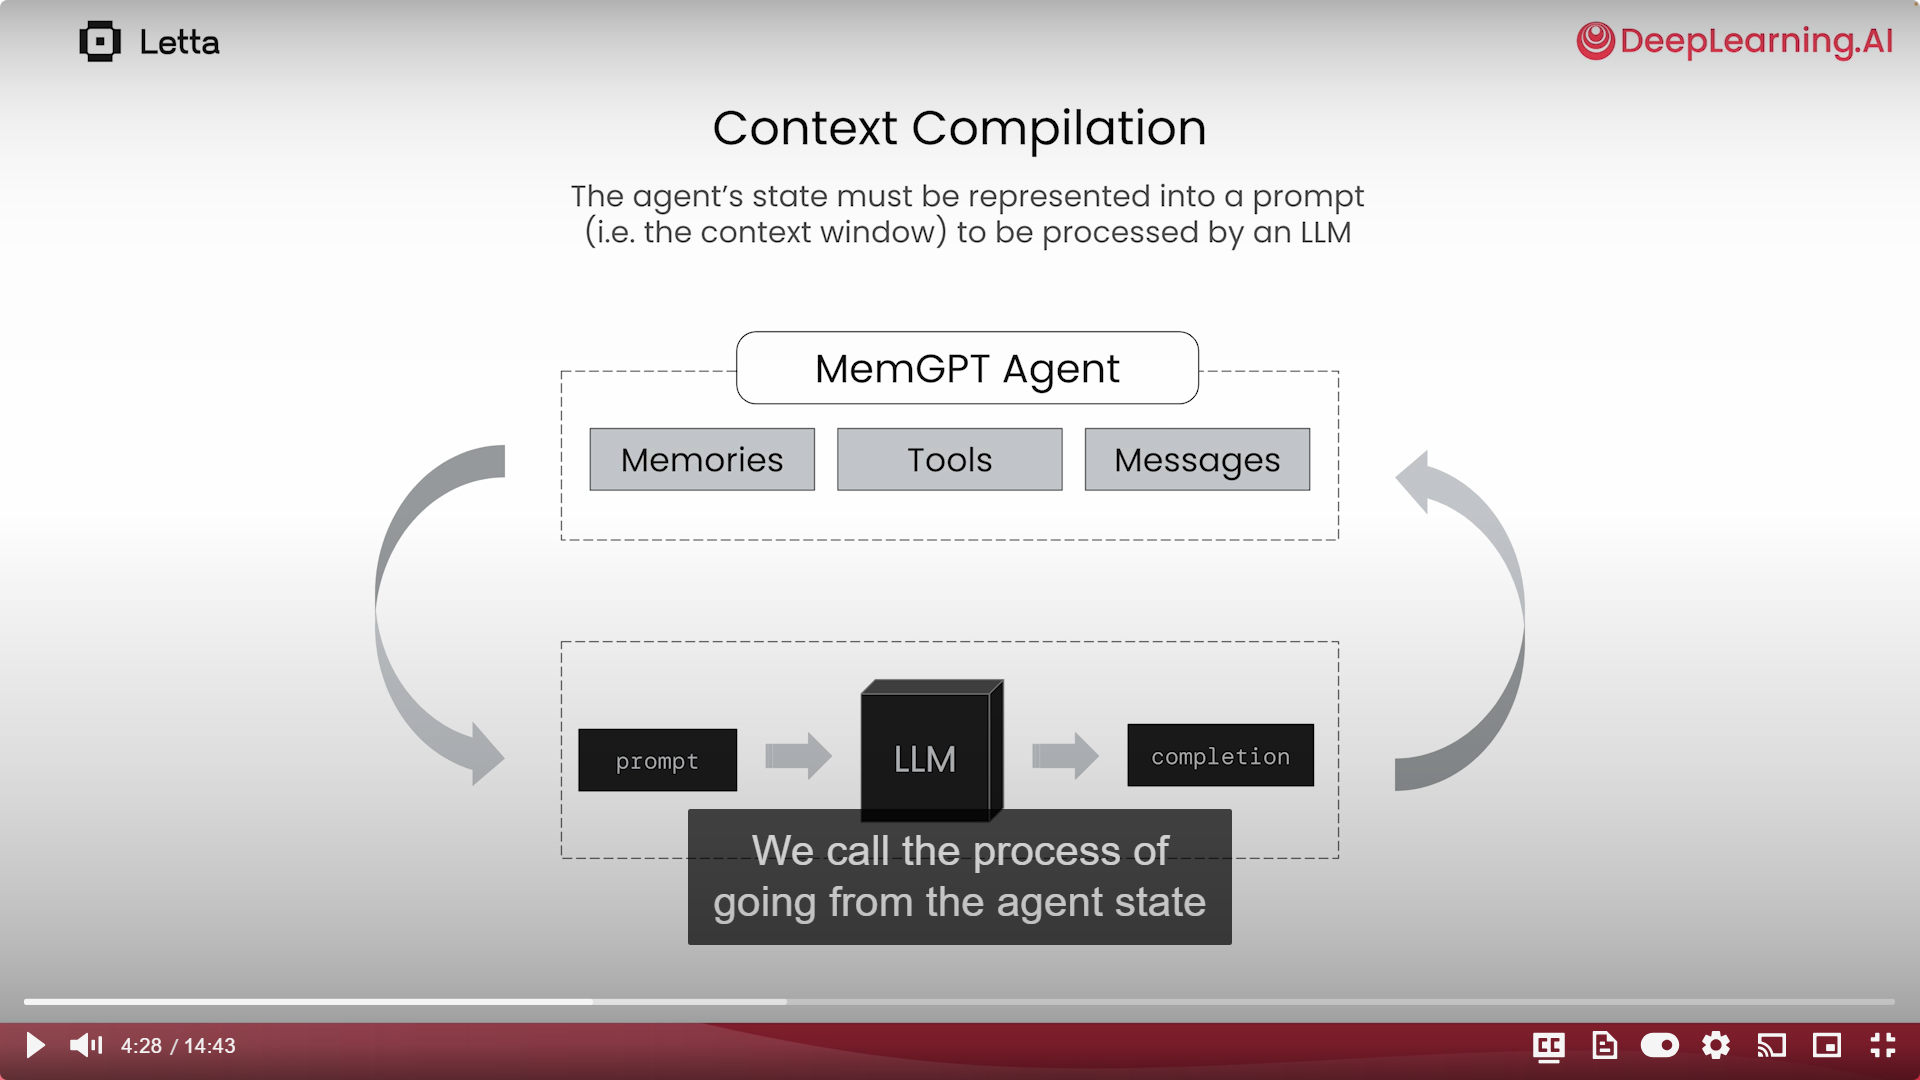 Letta
DeepLearning.AI
Context Compilation
The agent’s state must be represented into a prompt
(i.e. the context window) to be processed by an LLM
MemGPT Agent
Memories
Tools
Messages
prompt
LLM
completion
We call the process of
going from the agent state
4:28 / 14:43
CC